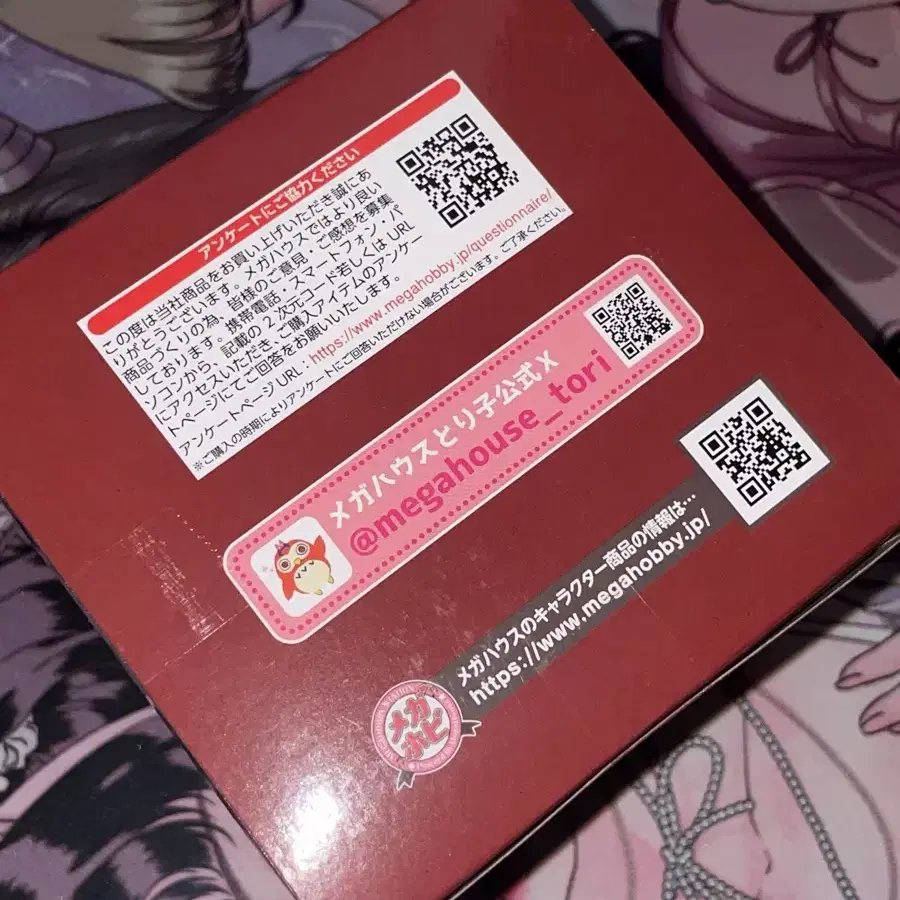 アンケートにご協力ください
この度は当社商品をお買い上げいただき誠にあ
りがとうございます。メガハウスではより良い
商品づくりの為、皆様のご意見、ご感想を募集
しております。携帯電話・スマートフォン・パ
ソコンから、記載の2次元コード若しくはURL
にアクセスいただき、ご購入アイテムのアンケー
トページにてご回答をお願いいたします。
アンケートページURL:https://www.megahobby.jp/questionnaire/
※ご購入の時期によりアンケートにご回答いただけない場合がございます。ご了承ください。
メガハウスとり子公式X
@megahouse_tori
メガハウスのキャラクター商品の情報は…
https://www.megahobby.jp/
メガ
ホビ